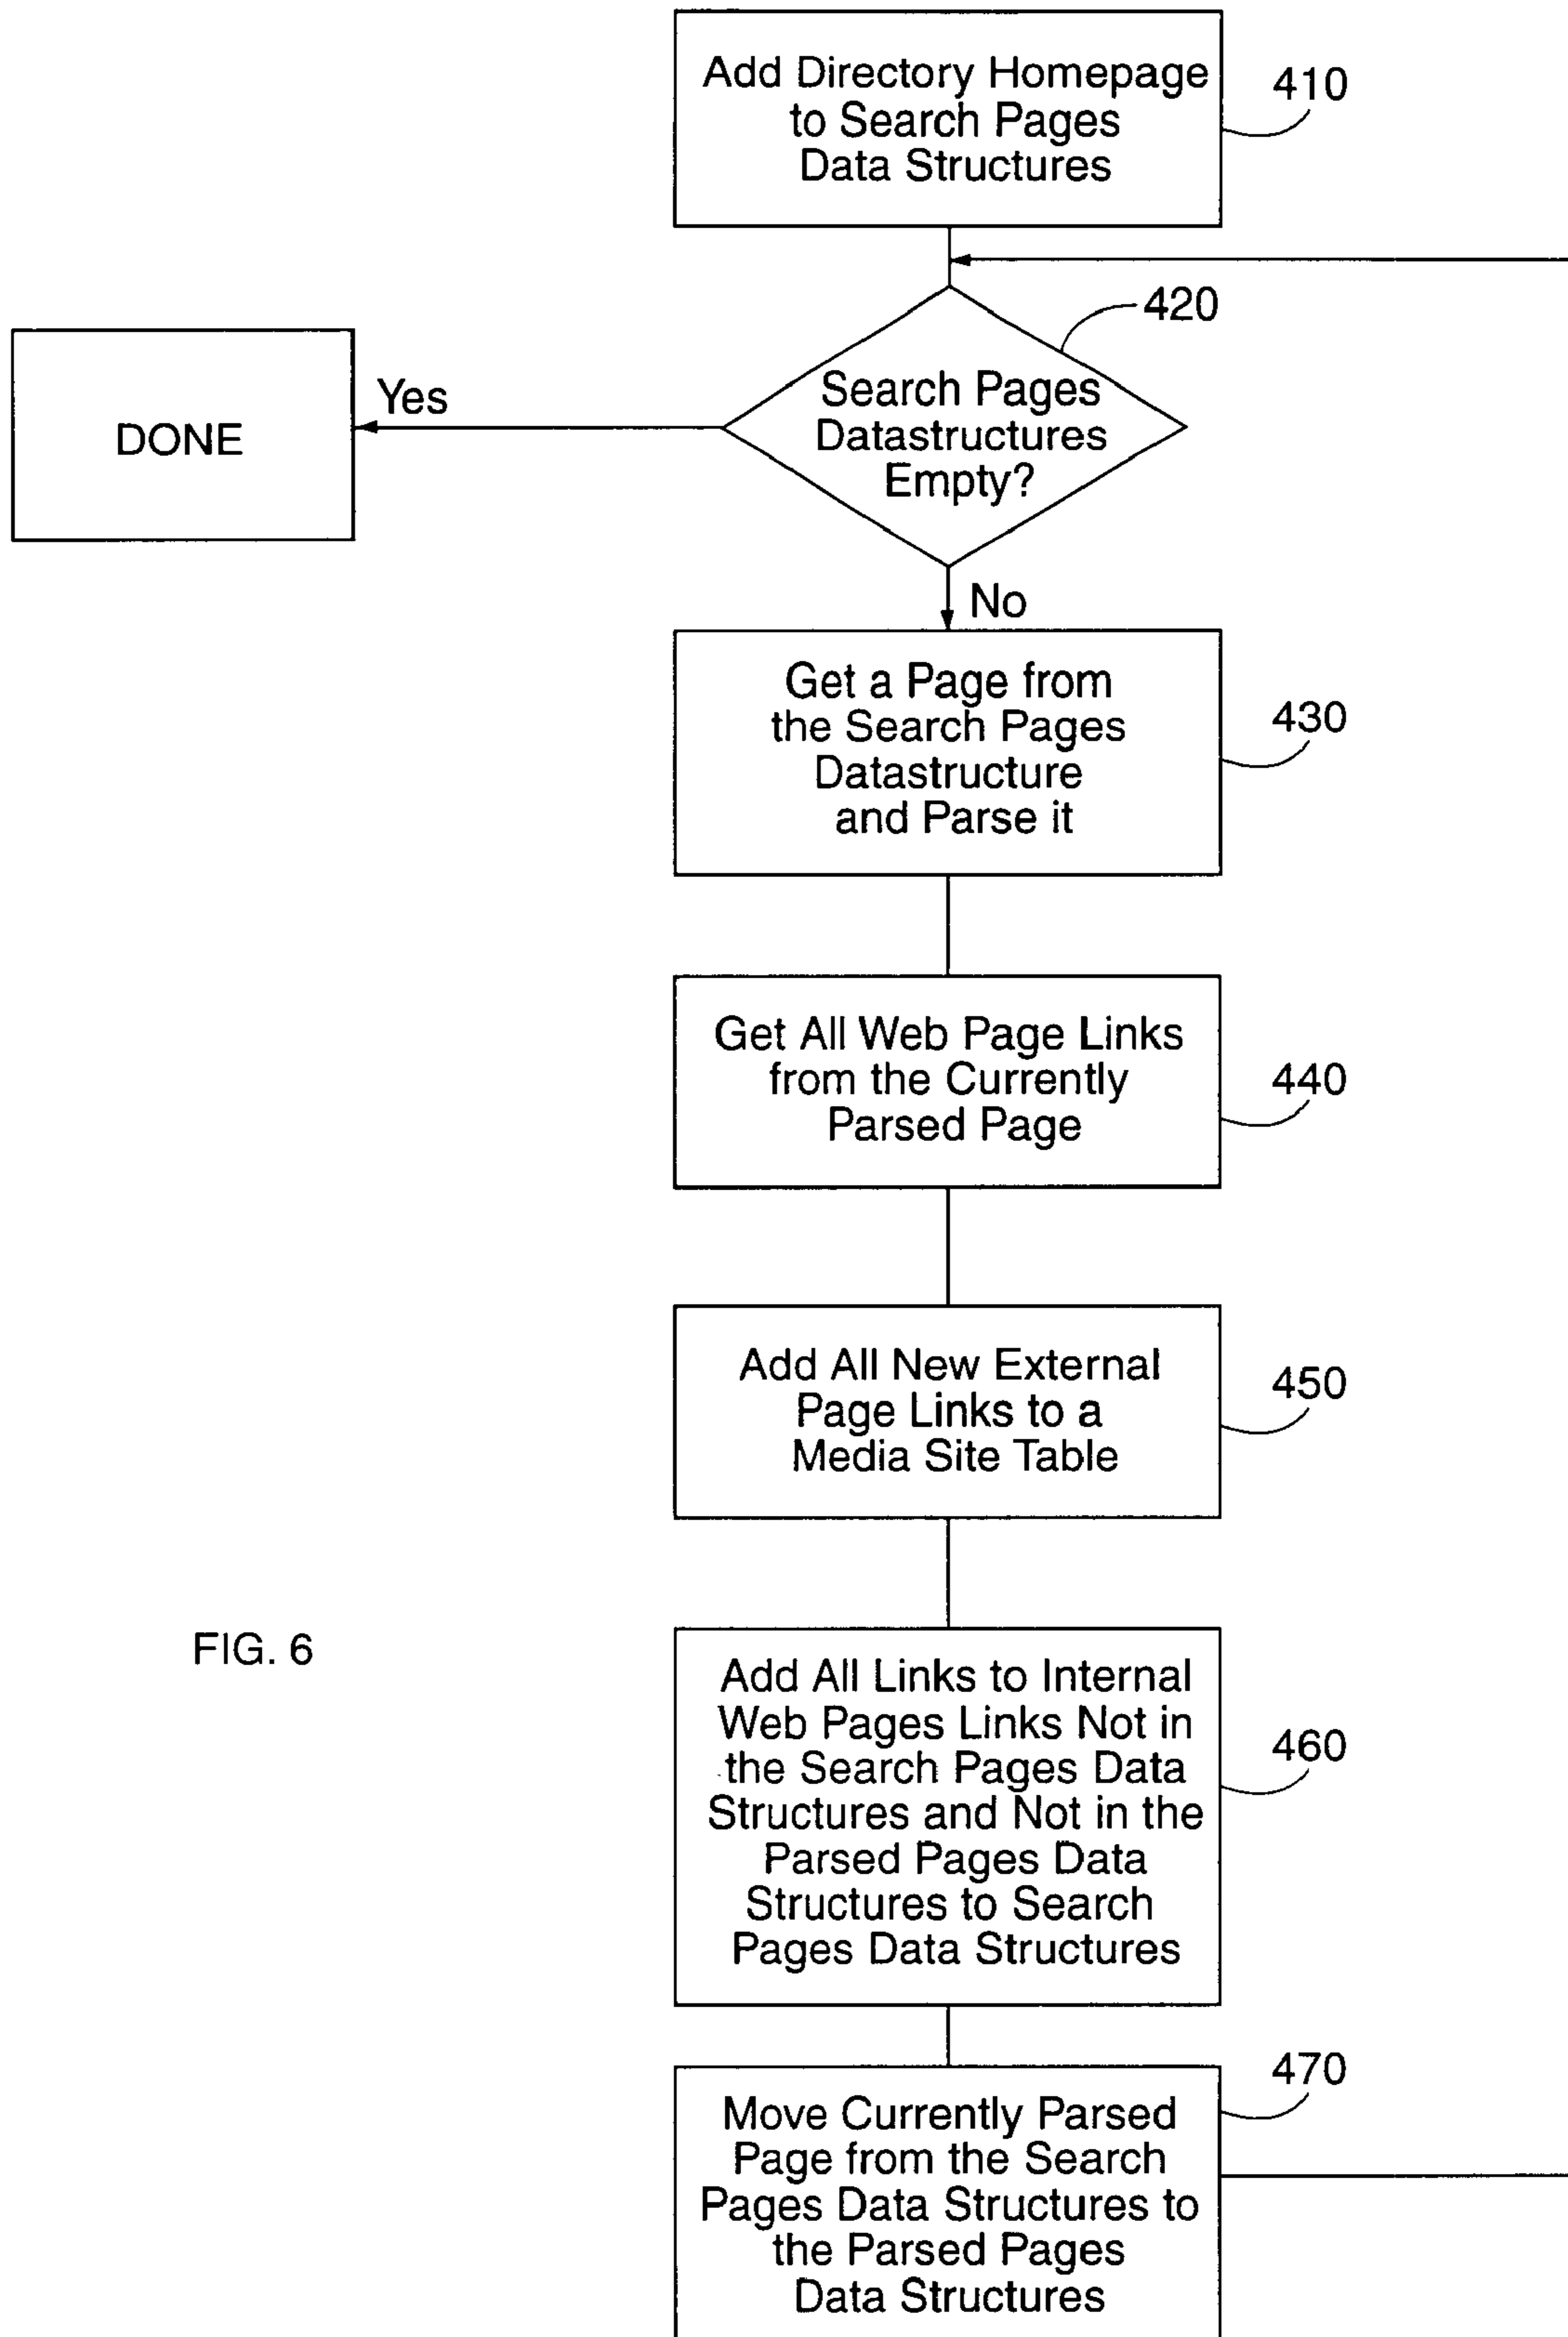 Add Directory Homepage
to Search Pages
Data Structures
410
420
Search Pages
Datastructures
Empty?
Yes
DONE
No
Get a Page from
the Search Pages
Datastructure
and Parse it
430
Get All Web Page Links
from the Currently
Parsed Page
440
Add All New External
Page Links to a
Media Site Table
450
FIG. 6
Add All Links to Internal
Web Pages Links Not in
the Search Pages Data
Structures and Not in the
Parsed Pages Data
Structures to Search
Pages Data Structures
460
470
Move Currently Parsed
Page from the Search
Pages Data Structures to
the Parsed Pages
Data Structures